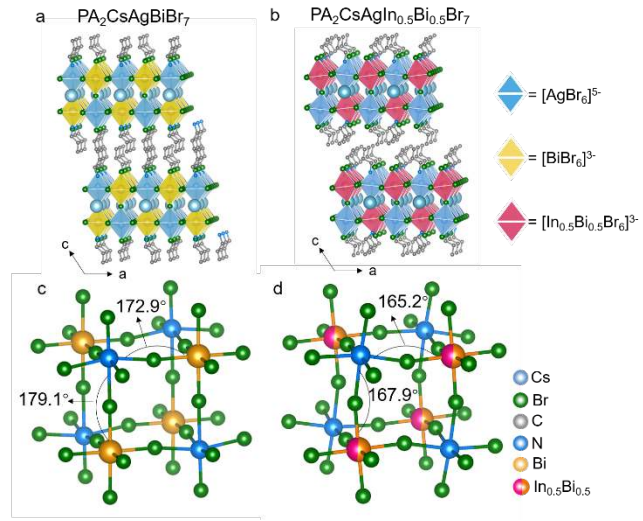 a PA₂CsAgBiBr₇
b PA₂CsAgIn₀.₅Bi₀.₅Br₇
= [AgBr₆]⁵⁻
= [BiBr₆]³⁻
= [In₀.₅Bi₀.₅Br₆]³⁻
c
a
c
a
c
172.9°
179.1°
d
165.2°
167.9°
Cs
Br
C
N
Bi
In₀.₅Bi₀.₅